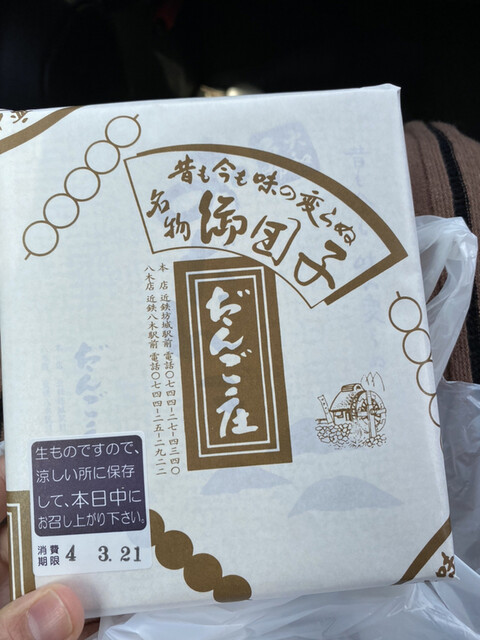 昔も今も味の変らぬ
名物
御団子
だんご庄
本店 近鉄坊城駅前 電話〇七四四-二七-四三四〇
八木店 近鉄八木駅前 電話〇七四四-二五-二九二二
生ものですので、
涼しい所に保存
して、本日中に
お召し上がり下さい。
消費
期限 4 3.21